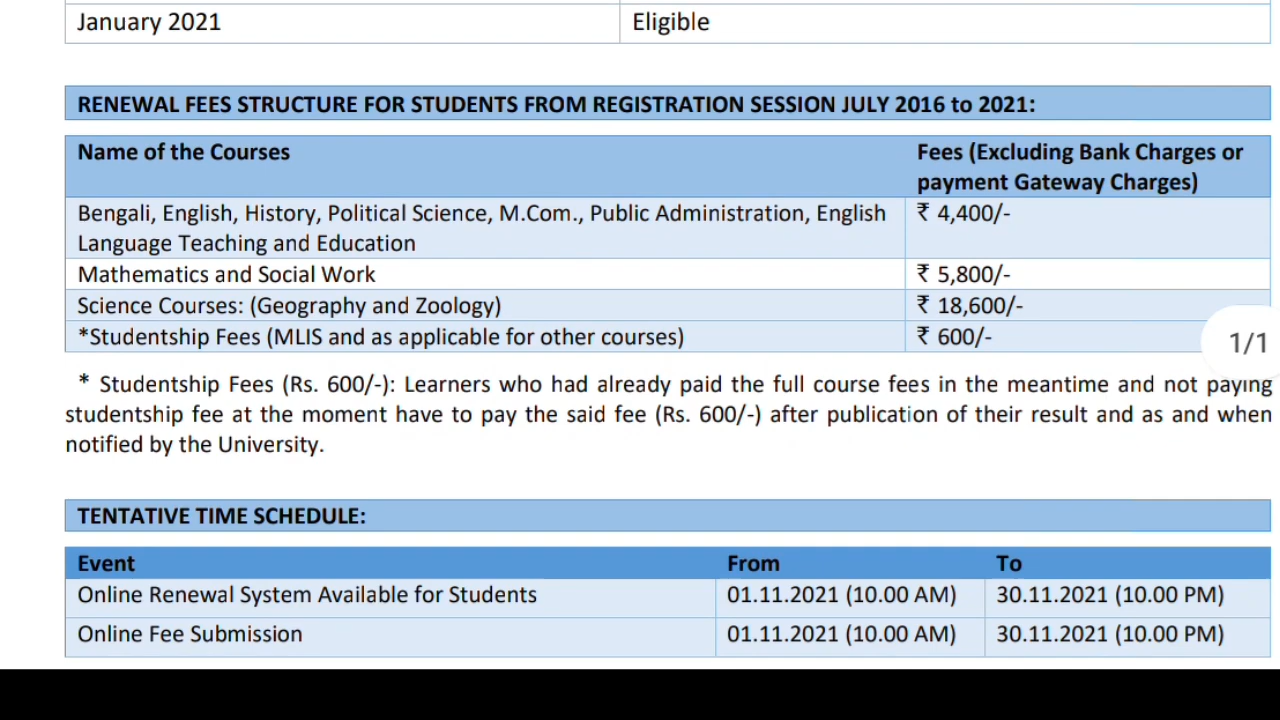 January 2021 Eligible
RENEWAL FEES STRUCTURE FOR STUDENTS FROM REGISTRATION SESSION JULY 2016 to 2021:
Name of the Courses Fees (Excluding Bank Charges or
payment Gateway Charges)
Bengali, English, History, Political Science, M.Com., Public Administration, English ₹ 4,400/-
Language Teaching and Education
Mathematics and Social Work ₹ 5,800/-
Science Courses: (Geography and Zoology) ₹ 18,600/-
*Studentship Fees (MLIS and as applicable for other courses) ₹ 600/-
1/1
* Studentship Fees (Rs. 600/-): Learners who had already paid the full course fees in the meantime and not paying
studentship fee at the moment have to pay the said fee (Rs. 600/-) after publication of their result and as and when
notified by the University.
TENTATIVE TIME SCHEDULE:
Event From To
Online Renewal System Available for Students 01.11.2021 (10.00 AM) 30.11.2021 (10.00 PM)
Online Fee Submission 01.11.2021 (10.00 AM) 30.11.2021 (10.00 PM)